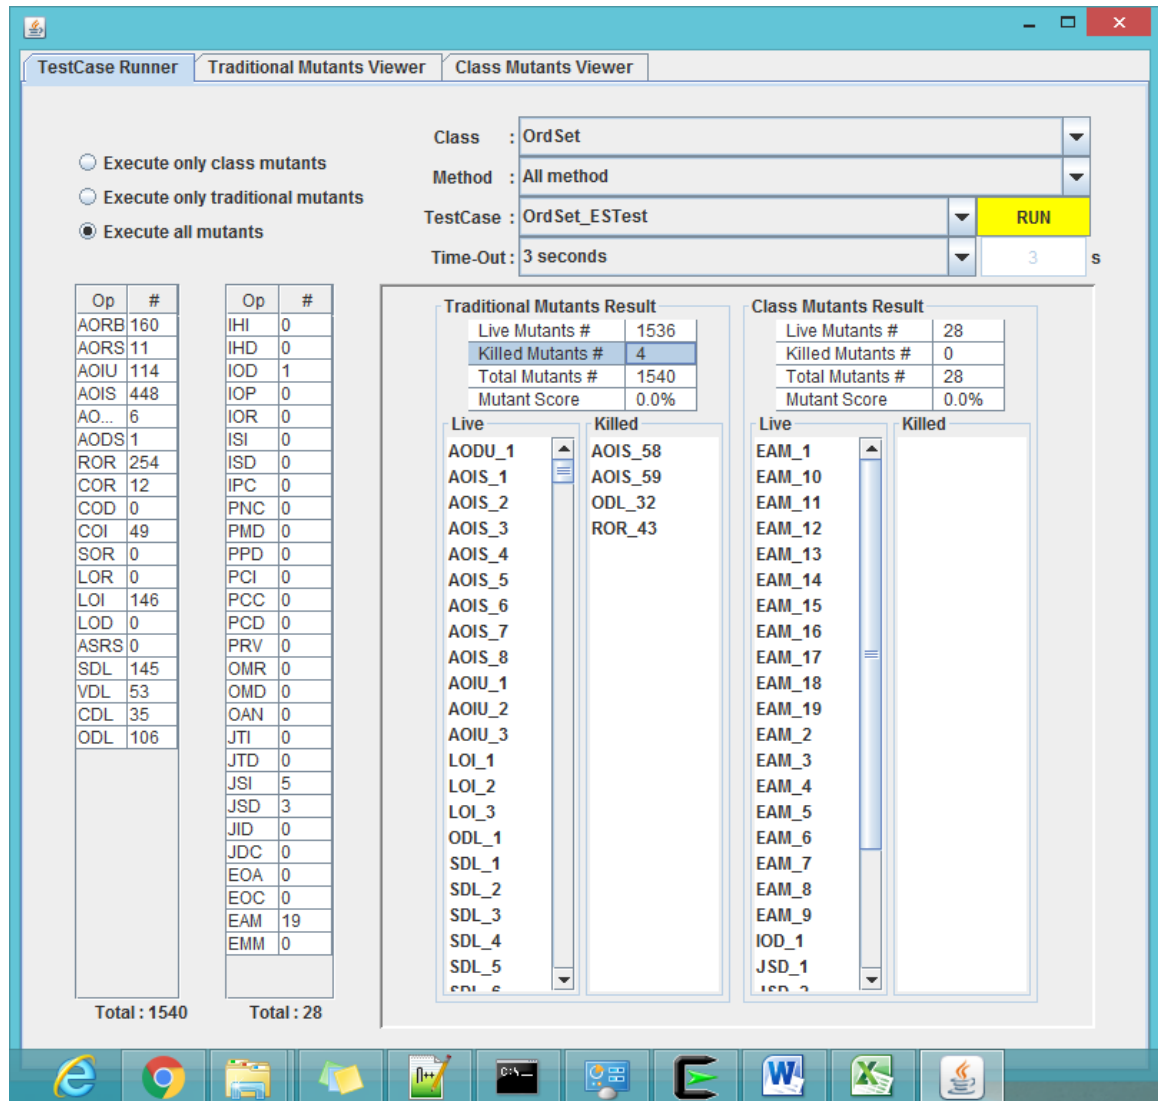 TestCase Runner Traditional Mutants Viewer Class Mutants Viewer
Execute only class mutants
Execute only traditional mutants
Execute all mutants
Class : OrdSet
Method : All method
TestCase : OrdSet_ESTest RUN
Time-Out : 3 seconds 3 s
Op #
AORB 160
AORS 11
AOIU 114
AOIS 448
AO... 6
AODS 1
ROR 254
COR 12
COD 0
COI 49
SOR 0
LOR 0
LOI 146
LOD 0
ASRS 0
SDL 145
VDL 53
CDL 35
ODL 106
Total : 1540
Op #
IHI 0
IHD 0
IOD 1
IOP 0
IOR 0
ISI 0
ISD 0
IPC 0
PNC 0
PMD 0
PPD 0
PCI 0
PCC 0
PCD 0
PRV 0
OMR 0
OMD 0
OAN 0
JTI 0
JTD 0
JSI 5
JSD 3
JID 0
JDC 0
EOA 0
EOC 0
EAM 19
EMM 0
Total : 28
Traditional Mutants Result
Live Mutants # 1536
Killed Mutants # 4
Total Mutants # 1540
Mutant Score 0.0%
Live
AODU_1
AOIS_1
AOIS_2
AOIS_3
AOIS_4
AOIS_5
AOIS_6
AOIS_7
AOIS_8
AOIU_1
AOIU_2
AOIU_3
LOI_1
LOI_2
LOI_3
ODL_1
SDL_1
SDL_2
SDL_3
SDL_4
SDL_5
SDL_6
Killed
AOIS_58
AOIS_59
ODL_32
ROR_43
Class Mutants Result
Live Mutants # 28
Killed Mutants # 0
Total Mutants # 28
Mutant Score 0.0%
Live
EAM_1
EAM_10
EAM_11
EAM_12
EAM_13
EAM_14
EAM_15
EAM_16
EAM_17
EAM_18
EAM_19
EAM_2
EAM_3
EAM_4
EAM_5
EAM_6
EAM_7
EAM_8
EAM_9
IOD_1
JSD_1
JSD_2
Killed